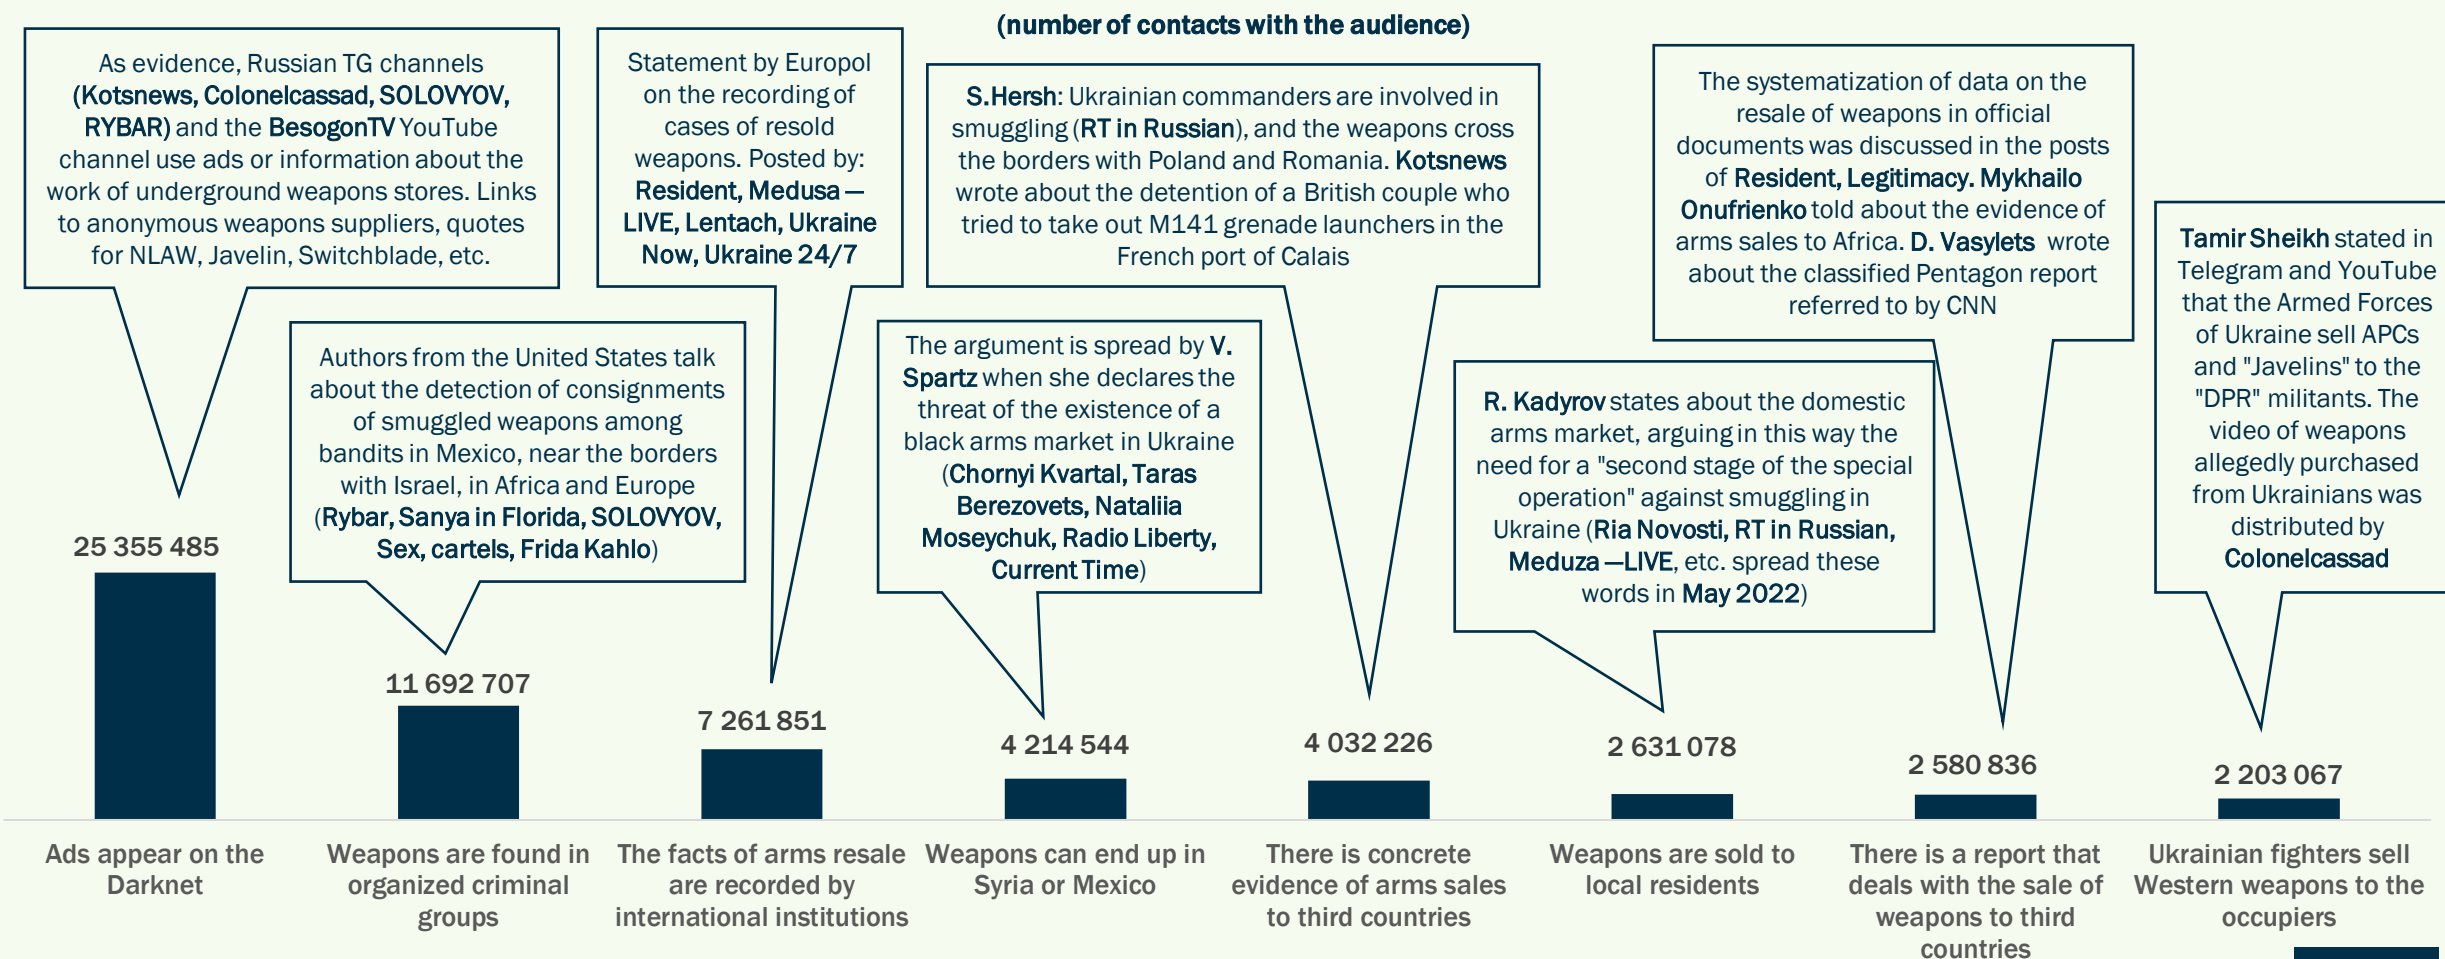 (number of contacts with the audience)
As evidence, Russian TG channels
(Kotsnews, Colonelcassad, SOLOVYOV,
RYBAR) and the BesogonTV YouTube
channel use ads or information about the
work of underground weapons stores. Links
to anonymous weapons suppliers, quotes
for NLAW, Javelin, Switchblade, etc.
Authors from the United States talk
about the detection of consignments
of smuggled weapons among
bandits in Mexico, near the borders
with Israel, in Africa and Europe
(Rybar, Sanya in Florida, SOLOVYOV,
Sex, cartels, Frida Kahlo)
Statement by Europol
on the recording of
cases of resold
weapons. Posted by:
Resident, Medusa —
LIVE, Lentach, Ukraine
Now, Ukraine 24/7
The argument is spread by V.
Spartz when she declares the
threat of the existence of a
black arms market in Ukraine
(Chornyi Kvartal, Taras
Berezovets, Nataliia
Moseychuk, Radio Liberty,
Current Time)
S.Hersh: Ukrainian commanders are involved in
smuggling (RT in Russian), and the weapons cross
the borders with Poland and Romania. Kotsnews
wrote about the detention of a British couple who
tried to take out M141 grenade launchers in the
French port of Calais
R. Kadyrov states about the domestic
arms market, arguing in this way the
need for a "second stage of the special
operation" against smuggling in
Ukraine (Ria Novosti, RT in Russian,
Meduza —LIVE, etc. spread these
words in May 2022)
The systematization of data on the
resale of weapons in official
documents was discussed in the posts
of Resident, Legitimacy. Mykhailo
Onufrienko told about the evidence of
arms sales to Africa. D. Vasylets wrote
about the classified Pentagon report
referred to by CNN
Tamir Sheikh stated in
Telegram and YouTube
that the Armed Forces
of Ukraine sell APCs
and "Javelins" to the
"DPR" militants. The
video of weapons
allegedly purchased
from Ukrainians was
distributed by
Colonelcassad
25 355 485
11 692 707
7 261 851
4 214 544
4 032 226
2 631 078
2 580 836
2 203 067
Ads appear on the
Darknet
Weapons are found in
organized criminal
groups
The facts of arms resale
are recorded by
international institutions
Weapons can end up in
Syria or Mexico
There is concrete
evidence of arms sales
to third countries
Weapons are sold to
local residents
There is a report that
deals with the sale of
weapons to third
countries
Ukrainian fighters sell
Western weapons to the
occupiers